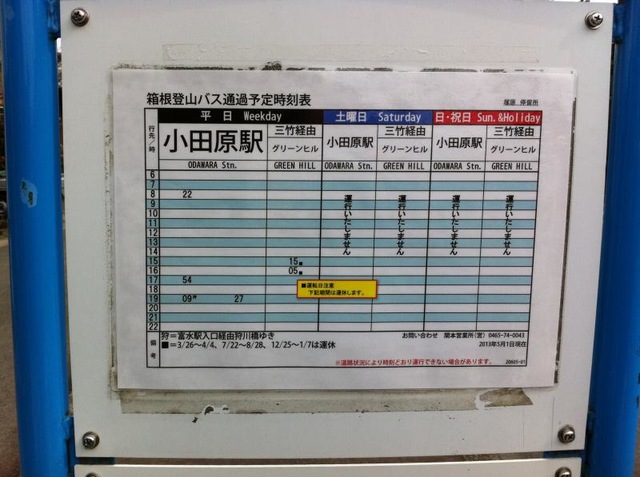 箱根登山バス通過予定時刻表
塚原 停留所
行先/時
平日 Weekday
土曜日 Saturday
日・祝日 Sun.&Holiday
小田原駅
三竹経由
グリーンヒル
小田原駅
三竹経由
グリーンヒル
小田原駅
三竹経由
グリーンヒル
ODAWARA Stn.
GREEN HILL
ODAWARA Stn.
GREEN HILL
ODAWARA Stn.
GREEN HILL
6
7
8 22
9
10
11
12
13
14
運行いたしません
運行いたしません
運行いたしません
運行いたしません
15 15■
16 05■
17 54
18
19 09狩 27
20
21
22
■運転日注意
下記期間は運休します。
備考
狩=富水駅入口経由狩川橋ゆき
■=3/26~4/4、7/22~8/28、12/25~1/7は運休
お問い合わせ 関本営業所(営) 0465-74-0043
2013年5月1日現在
※道路状況により時刻どおり運行できない場合があります。
20605-01